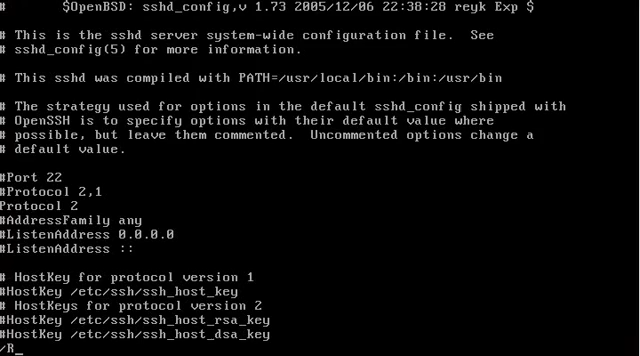 #       $OpenBSD: sshd_config,v 1.73 2005/12/06 22:38:28 reyk Exp $
# This is the sshd server system-wide configuration file.  See
# sshd_config(5) for more information.
# This sshd was compiled with PATH=/usr/local/bin:/bin:/usr/bin
# The strategy used for options in the default sshd_config shipped with
# OpenSSH is to specify options with their default value where
# possible, but leave them commented.  Uncommented options change a
# default value.
#Port 22
#Protocol 2,1
Protocol 2
#AddressFamily any
#ListenAddress 0.0.0.0
#ListenAddress ::
# HostKey for protocol version 1
#HostKey /etc/ssh/ssh_host_key
# HostKeys for protocol version 2
#HostKey /etc/ssh/ssh_host_rsa_key
#HostKey /etc/ssh/ssh_host_dsa_key
/R_